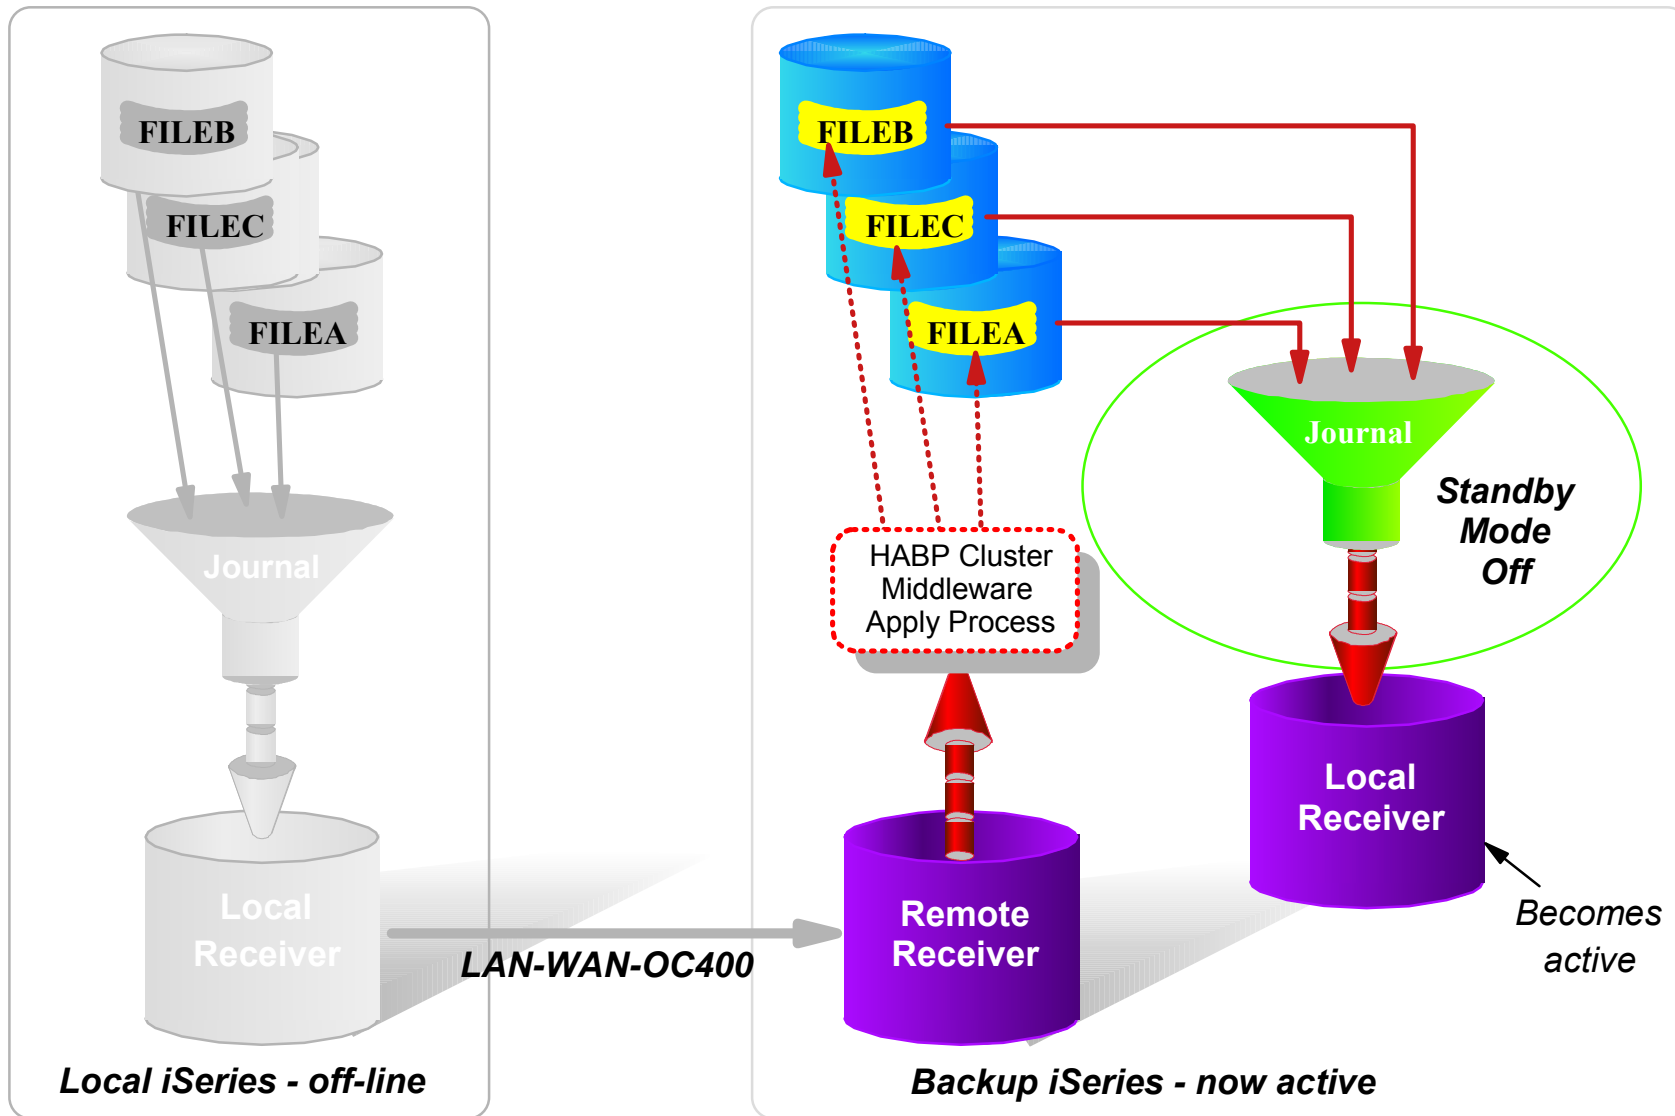 FILEB
FILEC
FILEA
Journal
Local
Receiver
Local iSeries - off-line
LAN-WAN-OC400
FILEB
FILEC
FILEA
HABP Cluster
Middleware
Apply Process
Remote
Receiver
Journal
Standby
Mode
Off
Local
Receiver
Becomes
active
Backup iSeries - now active